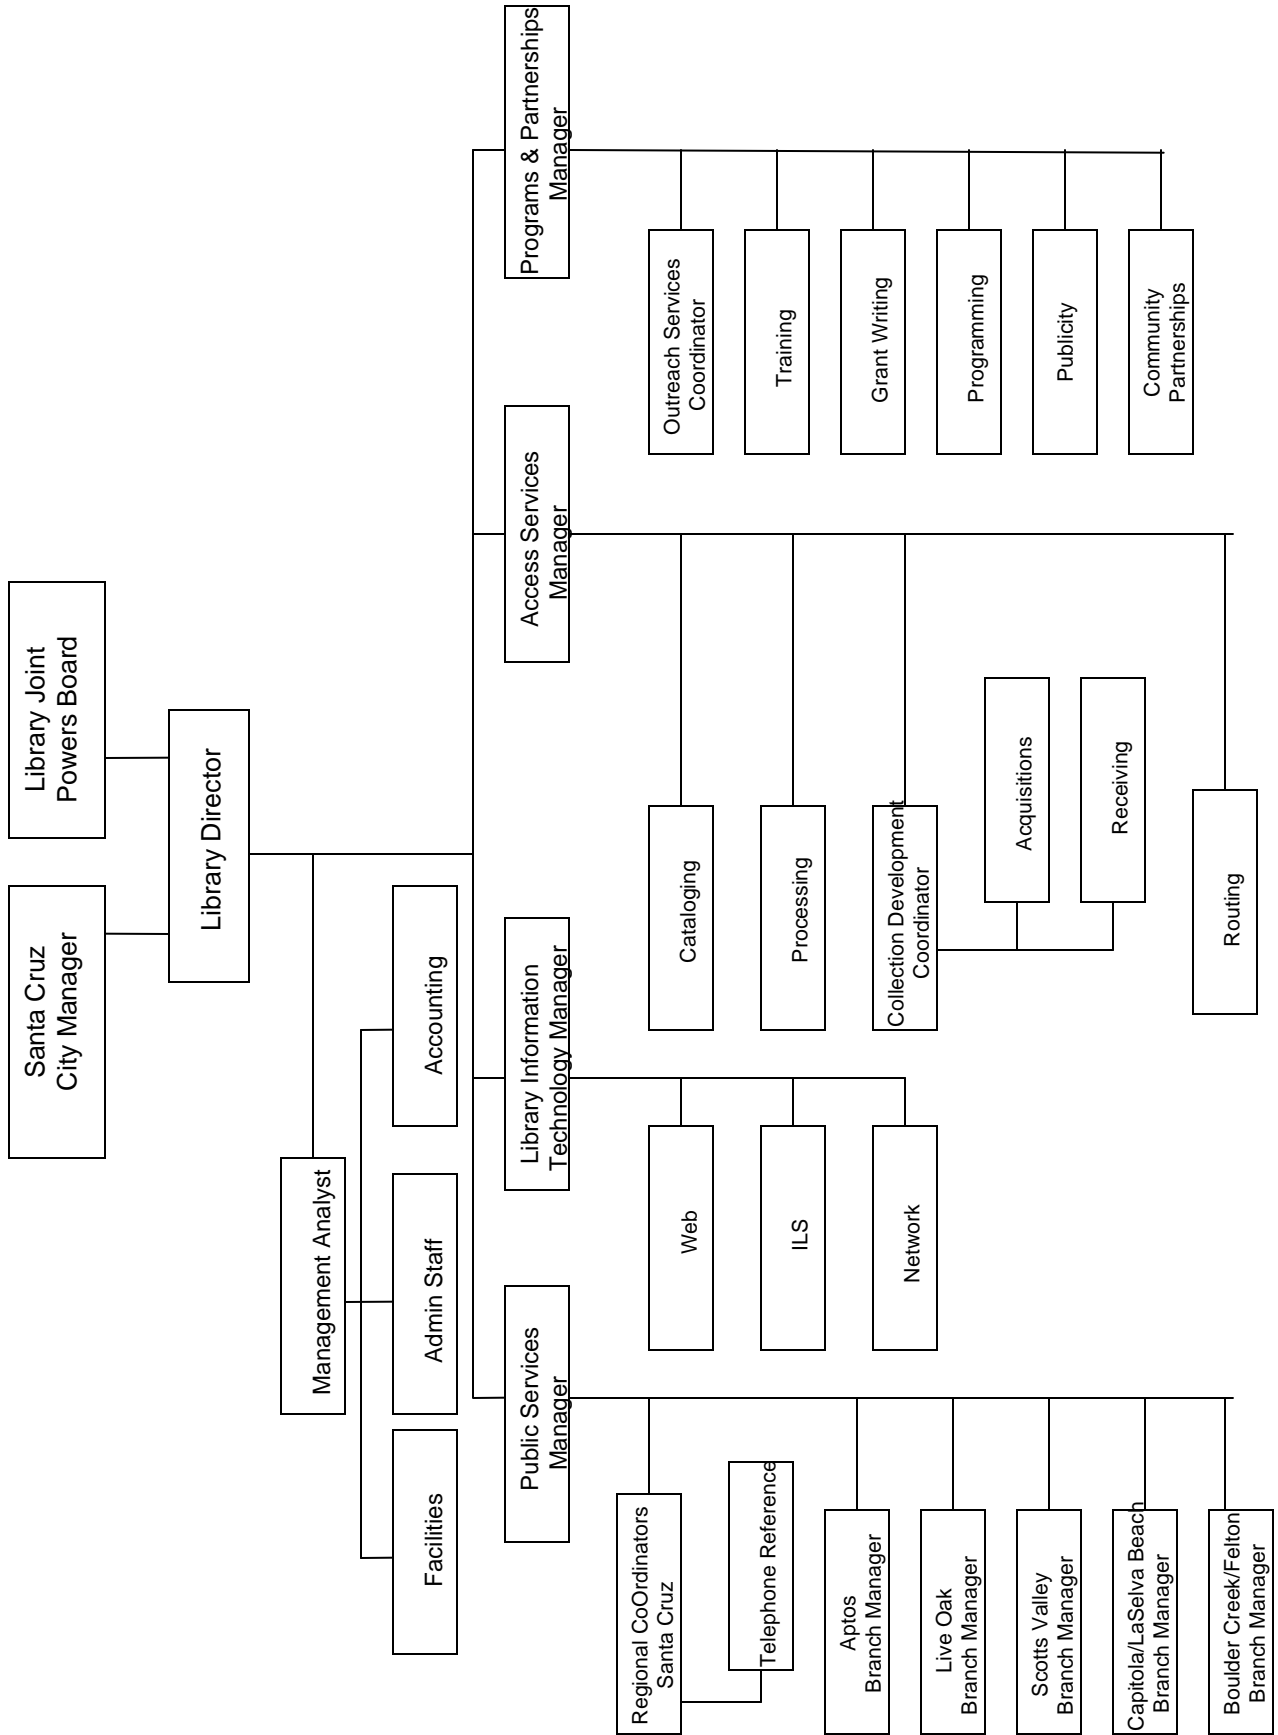 Santa Cruz
City Manager
Library Joint
Powers Board
Library Director
Management Analyst
Facilities
Admin Staff
Accounting
Public Services
Manager
Library Information
Technology Manager
Access Services
Manager
Programs & Partnerships
Manager
Regional CoOrdinators
Santa Cruz
Telephone Reference
Aptos
Branch Manager
Live Oak
Branch Manager
Scotts Valley
Branch Manager
Capitola/LaSelva Beach
Branch Manager
Boulder Creek/Felton
Branch Manager
Web
ILS
Network
Cataloging
Processing
Collection Development
Coordinator
Acquisitions
Receiving
Routing
Outreach Services
Coordinator
Training
Grant Writing
Programming
Publicity
Community
Partnerships